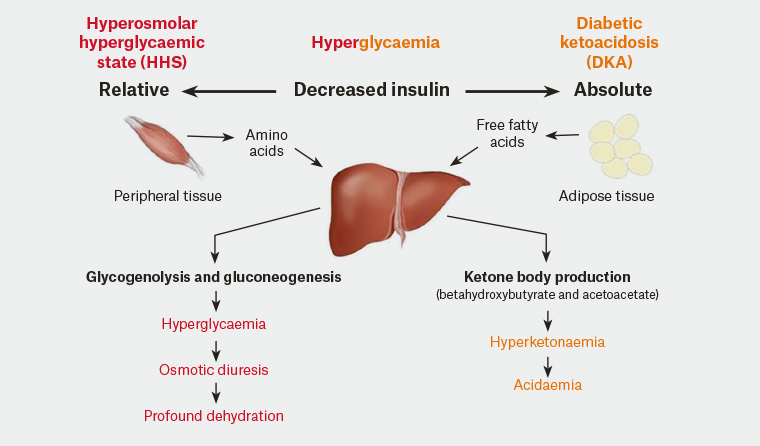 Hyperosmolar
hyperglycaemic
state (HHS)
Hyperglycaemia
Diabetic
ketoacidosis
(DKA)
Relative
Decreased insulin
Absolute
Amino
acids
Free fatty
acids
Peripheral tissue
Adipose tissue
Glycogenolysis and gluconeogenesis
Hyperglycaemia
Osmotic diuresis
Profound dehydration
Ketone body production
(betahydroxybutyrate and acetoacetate)
Hyperketonaemia
Acidaemia